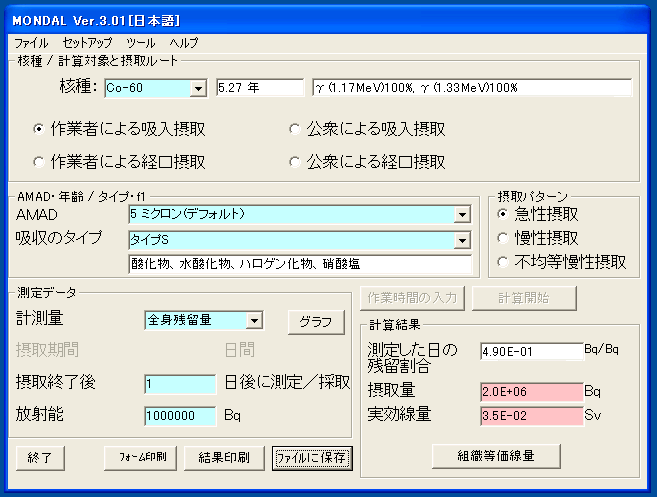 MONDAL Ver.3.01[日本語]
ファイル セットアップ ツール ヘルプ
核種 / 計算対象と摂取ルート
核種: Co-60 5.27 年 γ(1.17MeV)100%, γ(1.33MeV)100%
作業者による吸入摂取 公衆による吸入摂取
作業者による経口摂取 公衆による経口摂取
AMAD・年齢 / タイプ・f1
AMAD 5 ミクロン(デフォルト)
吸収のタイプ タイプS
酸化物、水酸化物、ハロゲン化物、硝酸塩
摂取パターン
急性摂取
慢性摂取
不均等慢性摂取
測定データ
計測量 全身残留量 グラフ
摂取期間 日間
摂取終了後 1 日後に測定/採取
放射能 1000000 Bq
作業時間の入力 計算開始
計算結果
測定した日の
残留割合 4.90E-01 Bq/Bq
摂取量 2.0E+06 Bq
実効線量 3.5E-02 Sv
組織等価線量
終了 フォーム印刷 結果印刷 ファイルに保存